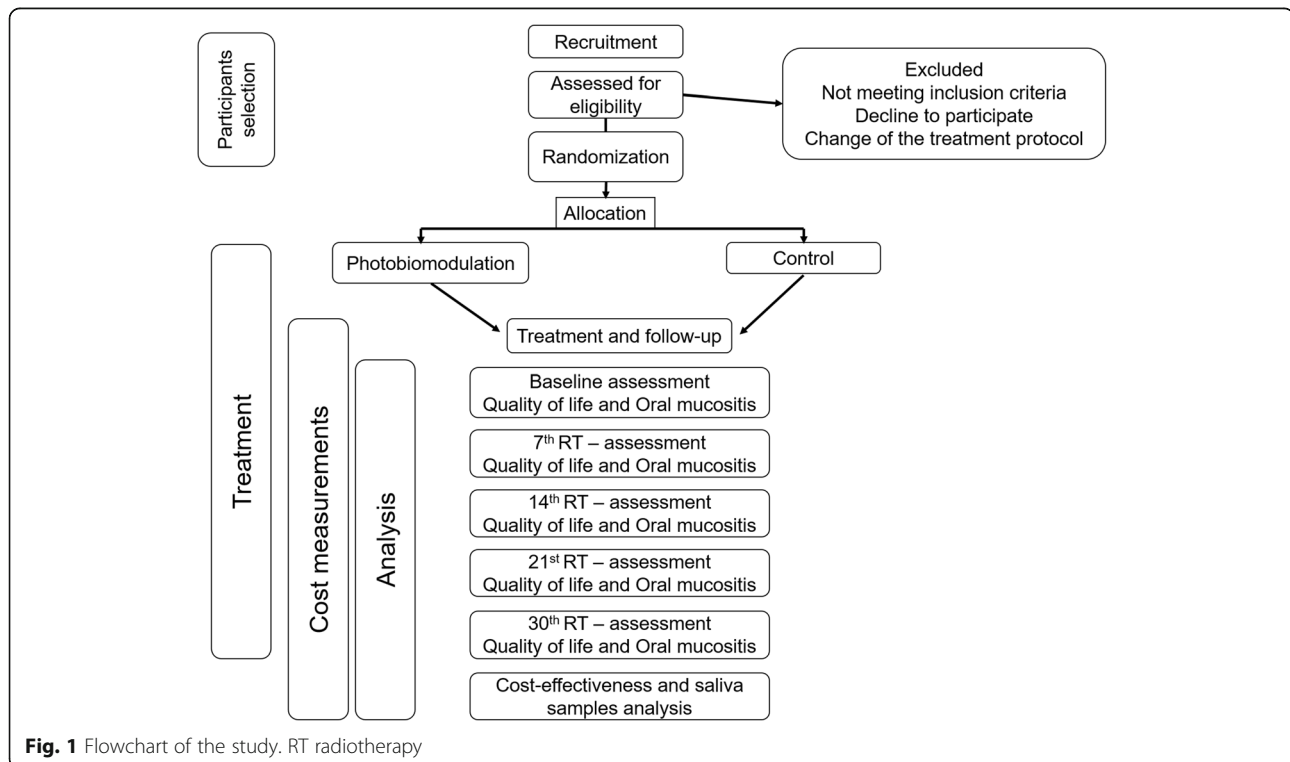 Participants
selection
Recruitment
Assessed for
eligibility
Excluded
Not meeting inclusion criteria
Decline to participate
Change of the treatment protocol
Randomization
Allocation
Photobiomodulation
Control
Treatment
Cost measurements
Analysis
Treatment and follow-up
Baseline assessment
Quality of life and Oral mucositis
7th RT – assessment
Quality of life and Oral mucositis
14th RT – assessment
Quality of life and Oral mucositis
21st RT – assessment
Quality of life and Oral mucositis
30th RT – assessment
Quality of life and Oral mucositis
Cost-effectiveness and saliva
samples analysis
Fig. 1 Flowchart of the study. RT radiotherapy